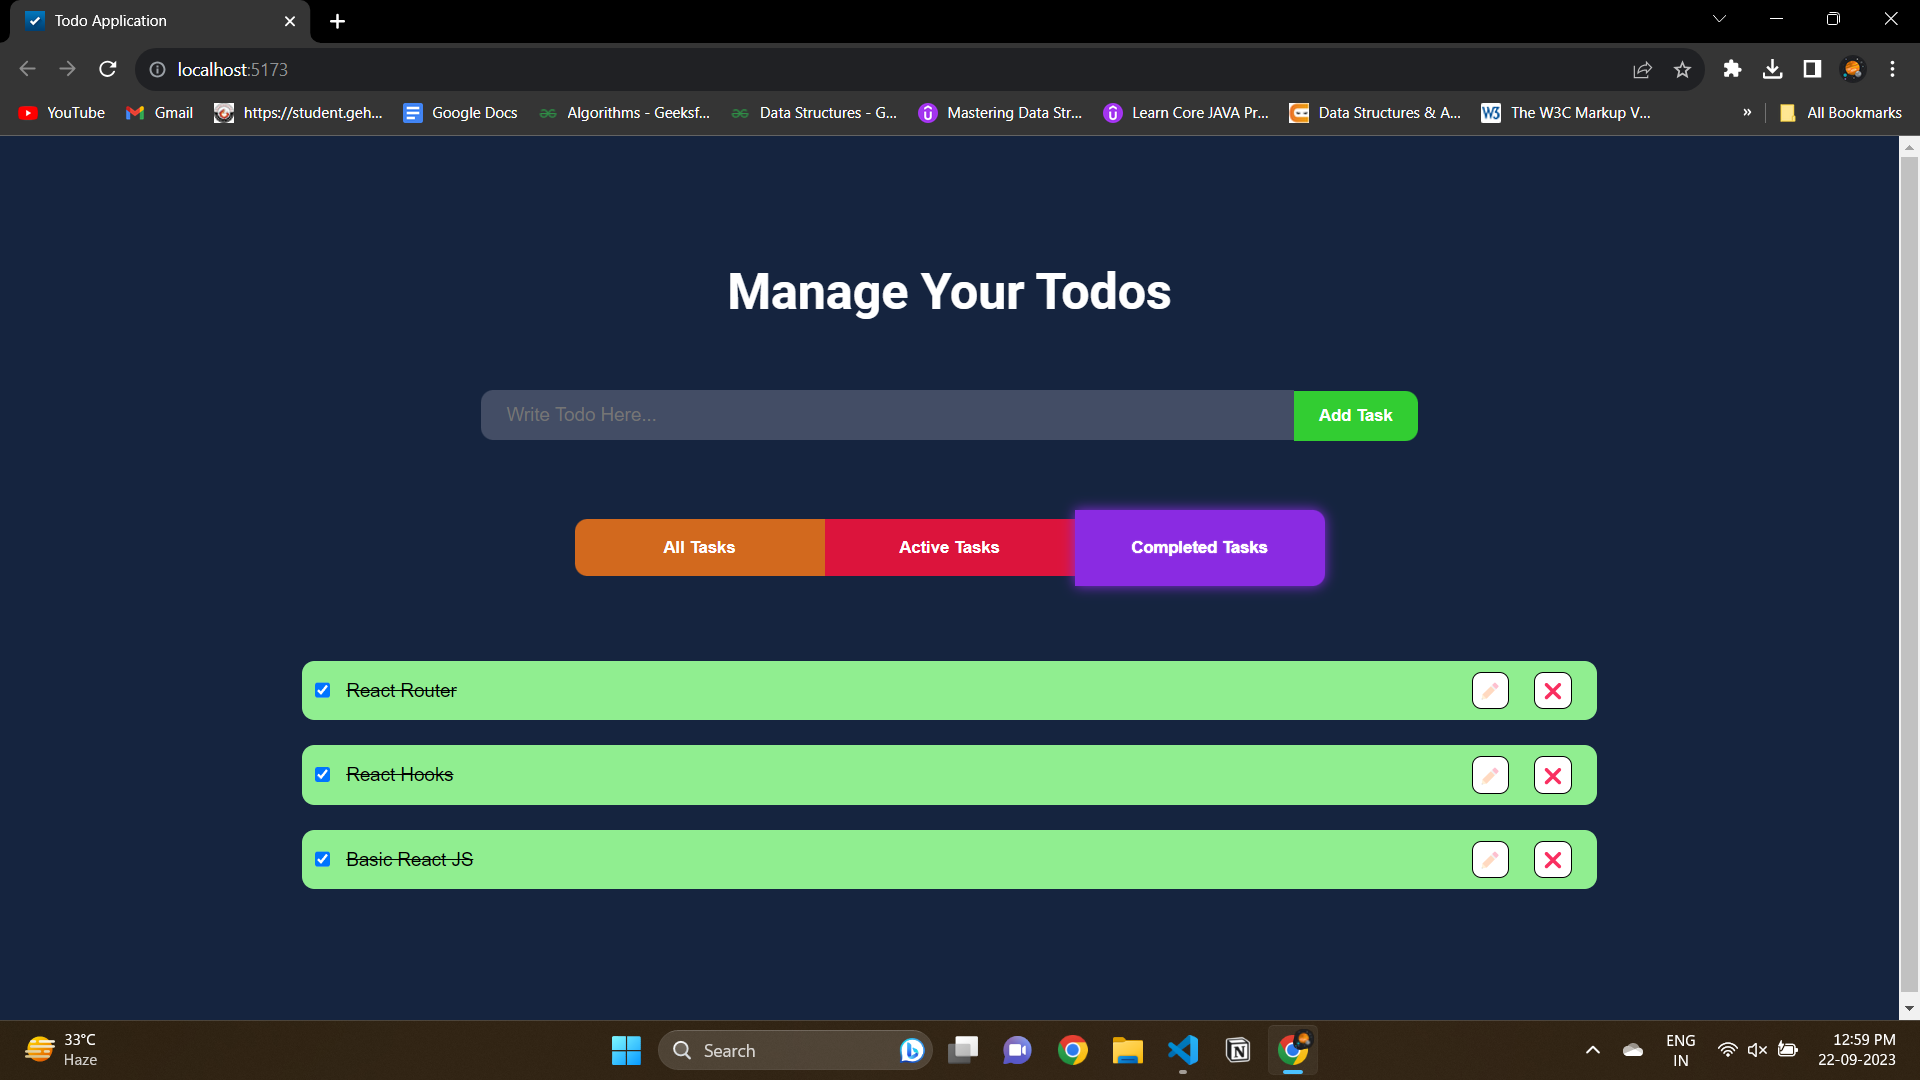 Todo Application
localhost:5173
YouTube
Gmail
https://student.geh...
Google Docs
Algorithms - Geeksf...
Data Structures - G...
Mastering Data Str...
Learn Core JAVA Pr...
Data Structures & A...
W3
The W3C Markup V...
»
All Bookmarks
Manage Your Todos
Write Todo Here...
Add Task
All Tasks
Active Tasks
Completed Tasks
React Router
React Hooks
Basic React JS
33°C
Haze
Search
ENG
IN
12:59 PM
22-09-2023